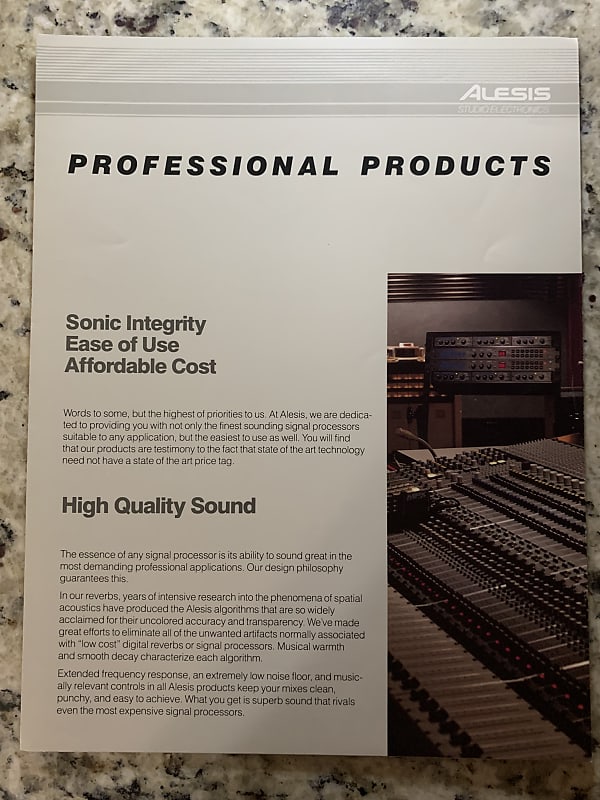 ALESIS
STUDIO ELECTRONICS
PROFESSIONAL PRODUCTS
Sonic Integrity
Ease of Use
Affordable Cost
Words to some, but the highest of priorities to us. At Alesis, we are dedica-
ted to providing you with not only the finest sounding signal processors
suitable to any application, but the easiest to use as well. You will find
that our products are testimony to the fact that state of the art technology
need not have a state of the art price tag.
High Quality Sound
The essence of any signal processor is its ability to sound great in the
most demanding professional applications. Our design philosophy
guarantees this.
In our reverbs, years of intensive research into the phenomena of spatial
acoustics have produced the Alesis algorithms that are so widely
acclaimed for their uncolored accuracy and transparency. We've made
great efforts to eliminate all of the unwanted artifacts normally associated
with "low cost" digital reverbs or signal processors. Musical warmth
and smooth decay characterize each algorithm.
Extended frequency response, an extremely low noise floor, and music-
ally relevant controls in all Alesis products keep your mixes clean,
punchy, and easy to achieve. What you get is superb sound that rivals
even the most expensive signal processors.